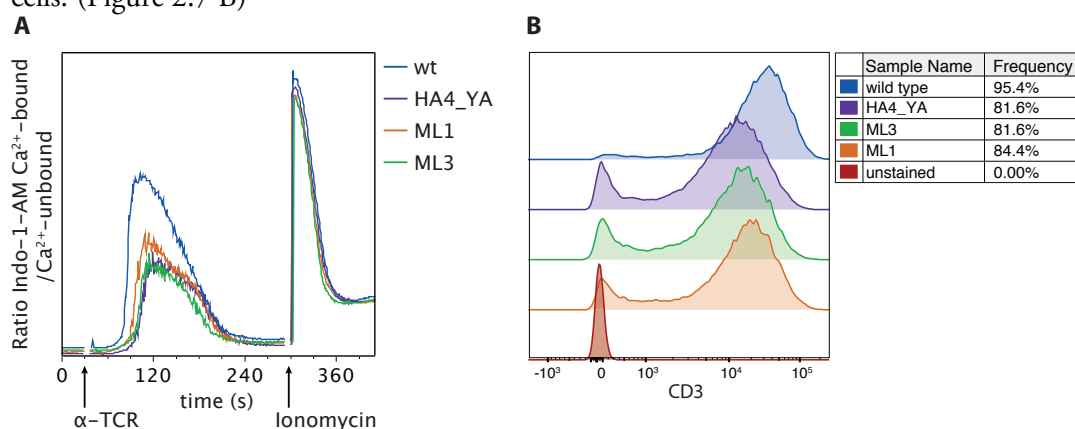 cells. (Figure 2.7 B)
A
Ratio Indo-1-AM Ca²⁺-bound
/Ca²⁺-unbound
wt
HA4_YA
ML1
ML3
0 120 240 360
time (s)
α-TCR Ionomycin
B
Sample Name Frequency
wild type 95.4%
HA4_YA 81.6%
ML3 81.6%
ML1 84.4%
unstained 0.00%
-10³ 0 10³ 10⁴ 10⁵
CD3